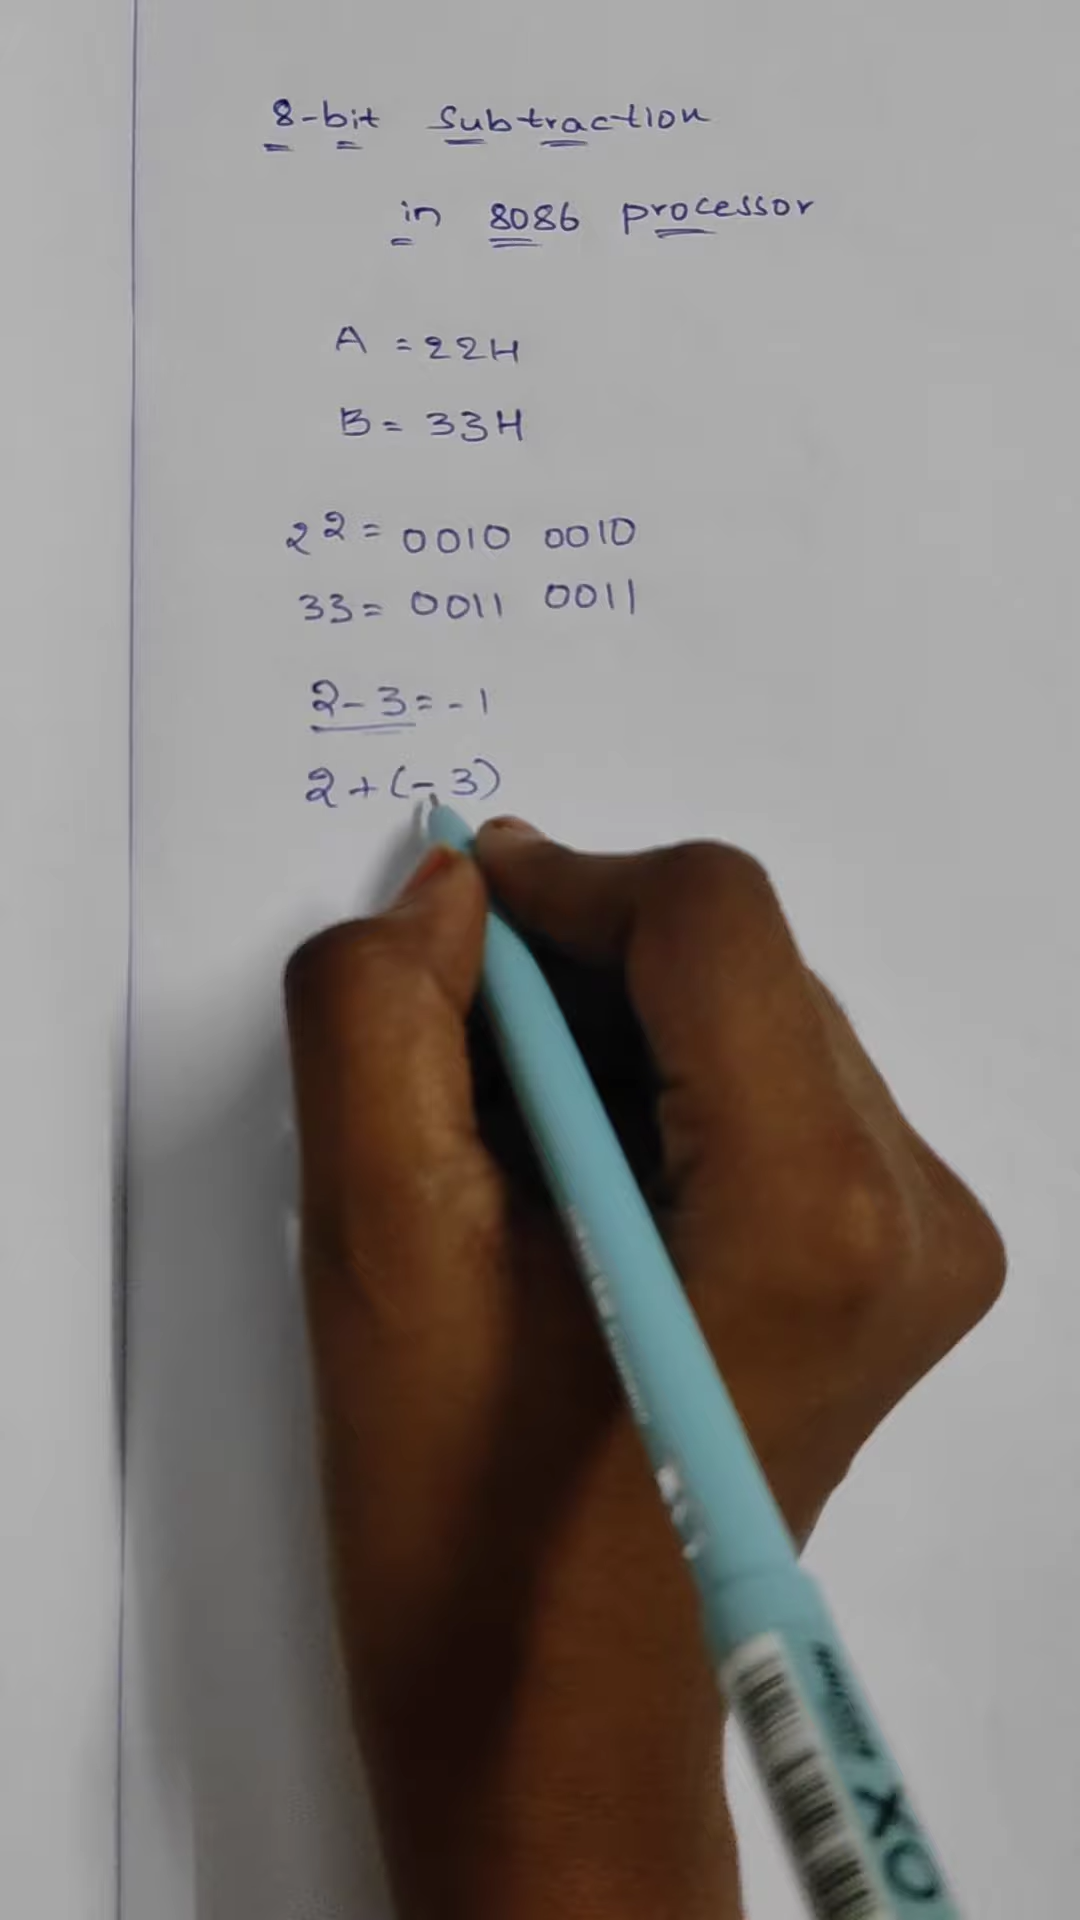 8-bit Subtraction
in 8086 processor
A = 22H
B = 33H
22 = 0010 0010
33 = 0011 0011
2 - 3 = - 1
2 + (- 3)
XO